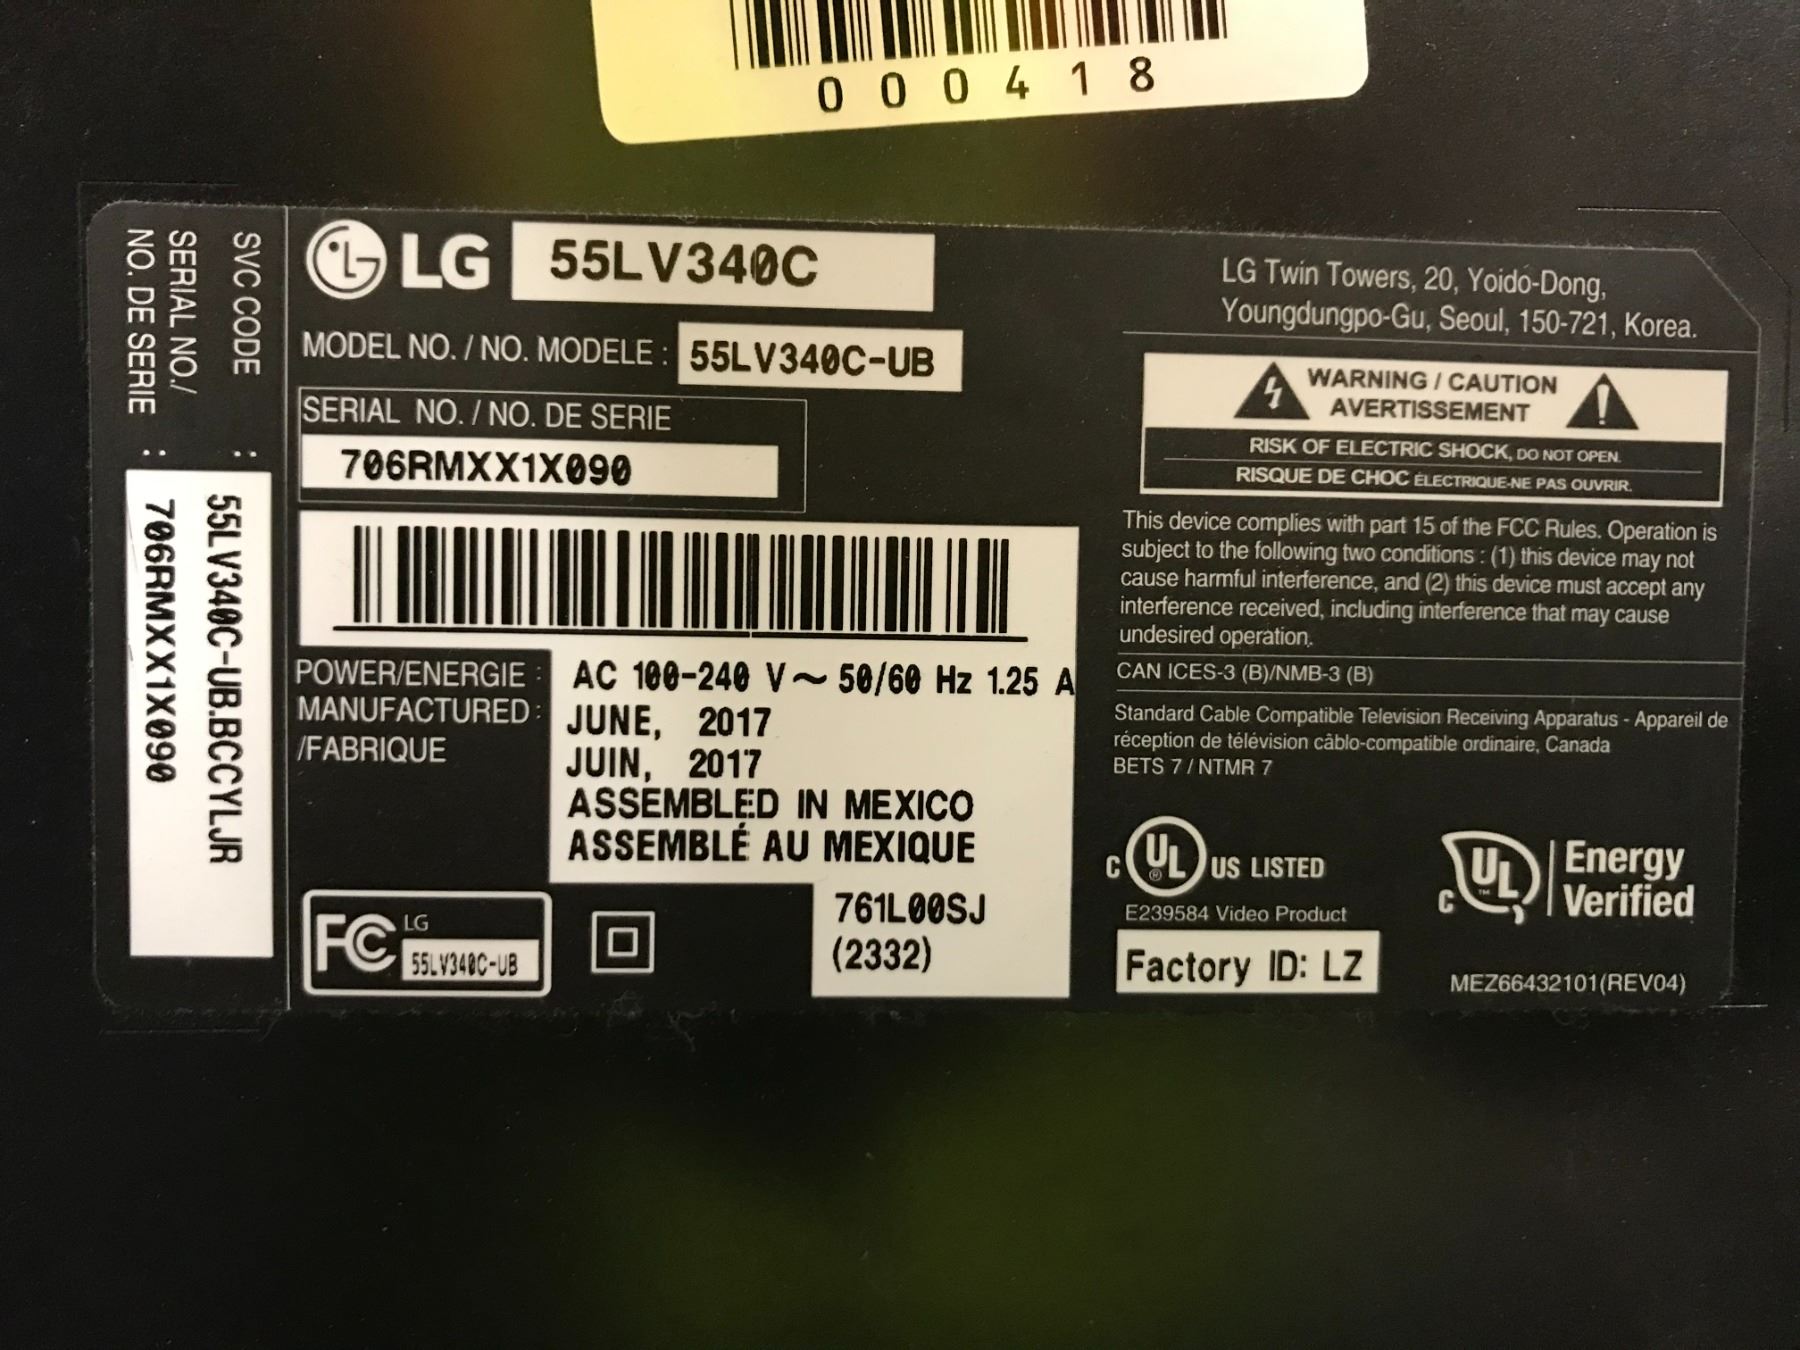 000418
SVC CODE : 55LV340C-UB.BCCYLJR
SERIAL NO./
NO. DE SERIE : 706RMXX1X090
LG 55LV340C
MODEL NO. / NO. MODELE : 55LV340C-UB
SERIAL NO. / NO. DE SERIE
706RMXX1X090
POWER/ENERGIE : AC 100-240 V~ 50/60 Hz 1.25 A
MANUFACTURED : JUNE, 2017
/FABRIQUE JUIN, 2017
ASSEMBLED IN MEXICO
ASSEMBLÉ AU MEXIQUE
FC LG
55LV340C-UB
761L00SJ
(2332)
LG Twin Towers, 20, Yoido-Dong,
Youngdungpo-Gu, Seoul, 150-721, Korea.
WARNING / CAUTION
AVERTISSEMENT
RISK OF ELECTRIC SHOCK, DO NOT OPEN.
RISQUE DE CHOC ÉLECTRIQUE-NE PAS OUVRIR.
This device complies with part 15 of the FCC Rules. Operation is
subject to the following two conditions : (1) this device may not
cause harmful interference, and (2) this device must accept any
interference received, including interference that may cause
undesired operation.
CAN ICES-3 (B)/NMB-3 (B)
Standard Cable Compatible Television Receiving Apparatus - Appareil de
réception de télévision câblo-compatible ordinaire, Canada
BETS 7 / NTMR 7
C UL ® US LISTED
E239584 Video Product
Factory ID: LZ
C UL ™ Energy
Verified
MEZ66432101(REV04)